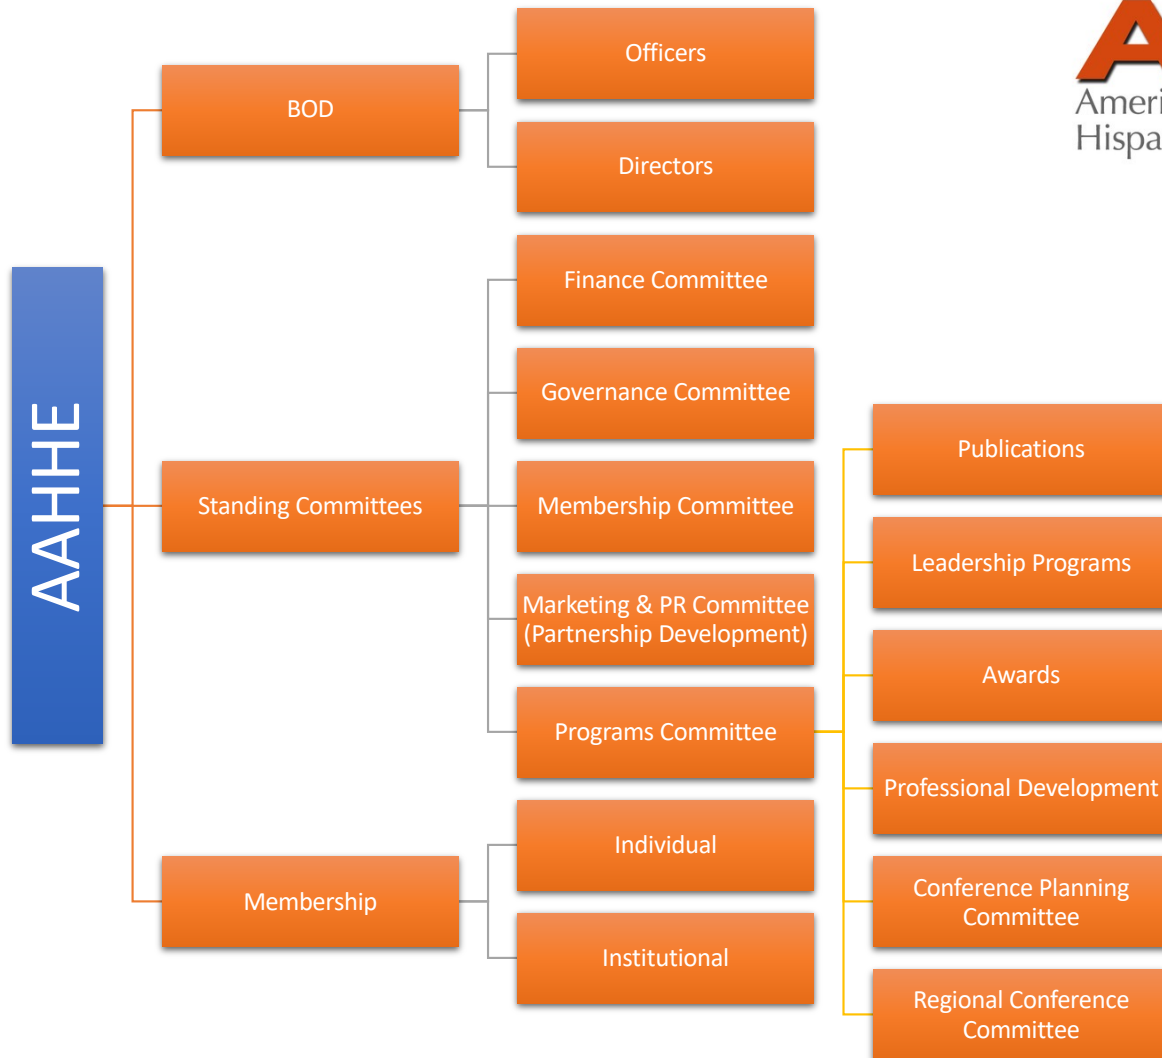 AAHHE
BOD
Officers
Directors
Standing Committees
Finance Committee
Governance Committee
Membership Committee
Marketing & PR Committee
(Partnership Development)
Programs Committee
Publications
Leadership Programs
Awards
Professional Development
Conference Planning
Committee
Regional Conference
Committee
Membership
Individual
Institutional